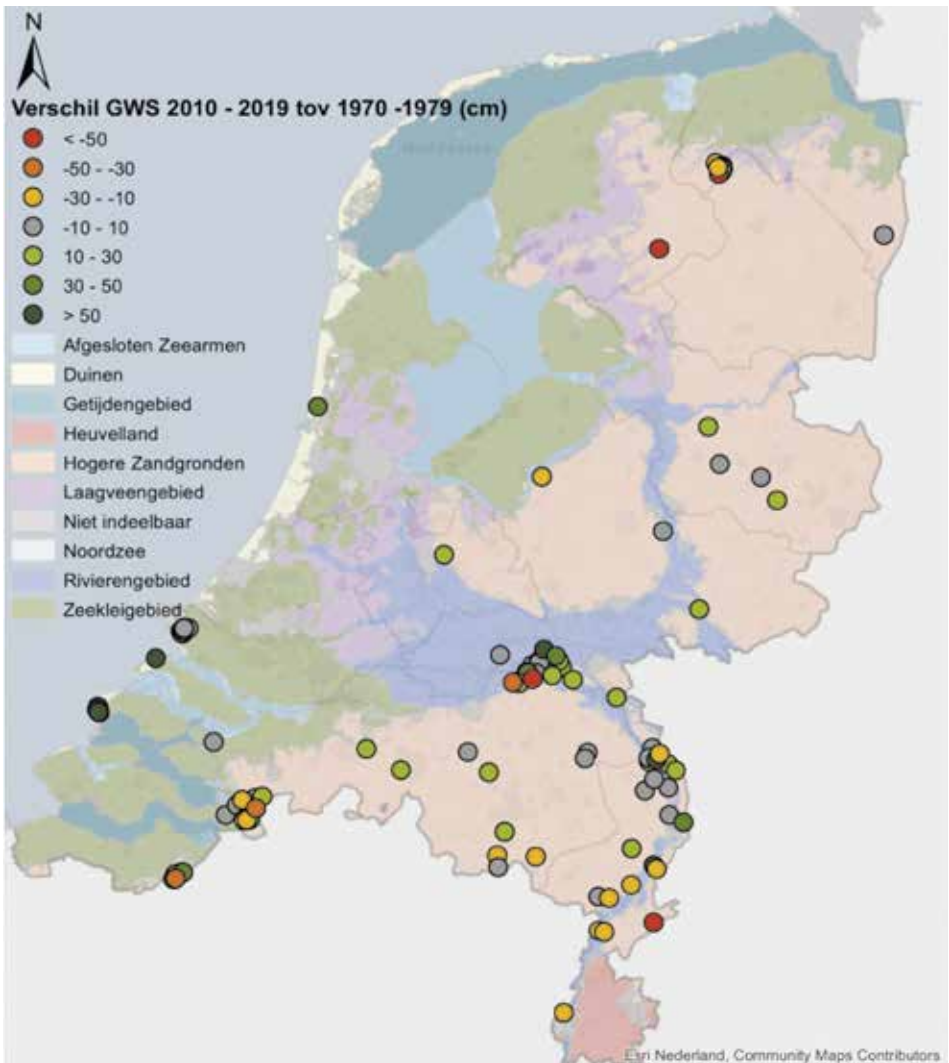 N
Verschil GWS 2010 - 2019 tov 1970 -1979 (cm)
< -50
-50 - -30
-30 - -10
-10 - 10
10 - 30
30 - 50
> 50
Afgesloten Zeearmen
Duinen
Getijdengebied
Heuvelland
Hogere Zandgronden
Laagveengebied
Niet indeelbaar
Noordzee
Rivierengebied
Zeekleigebied
Esri Nederland, Community Maps Contributors